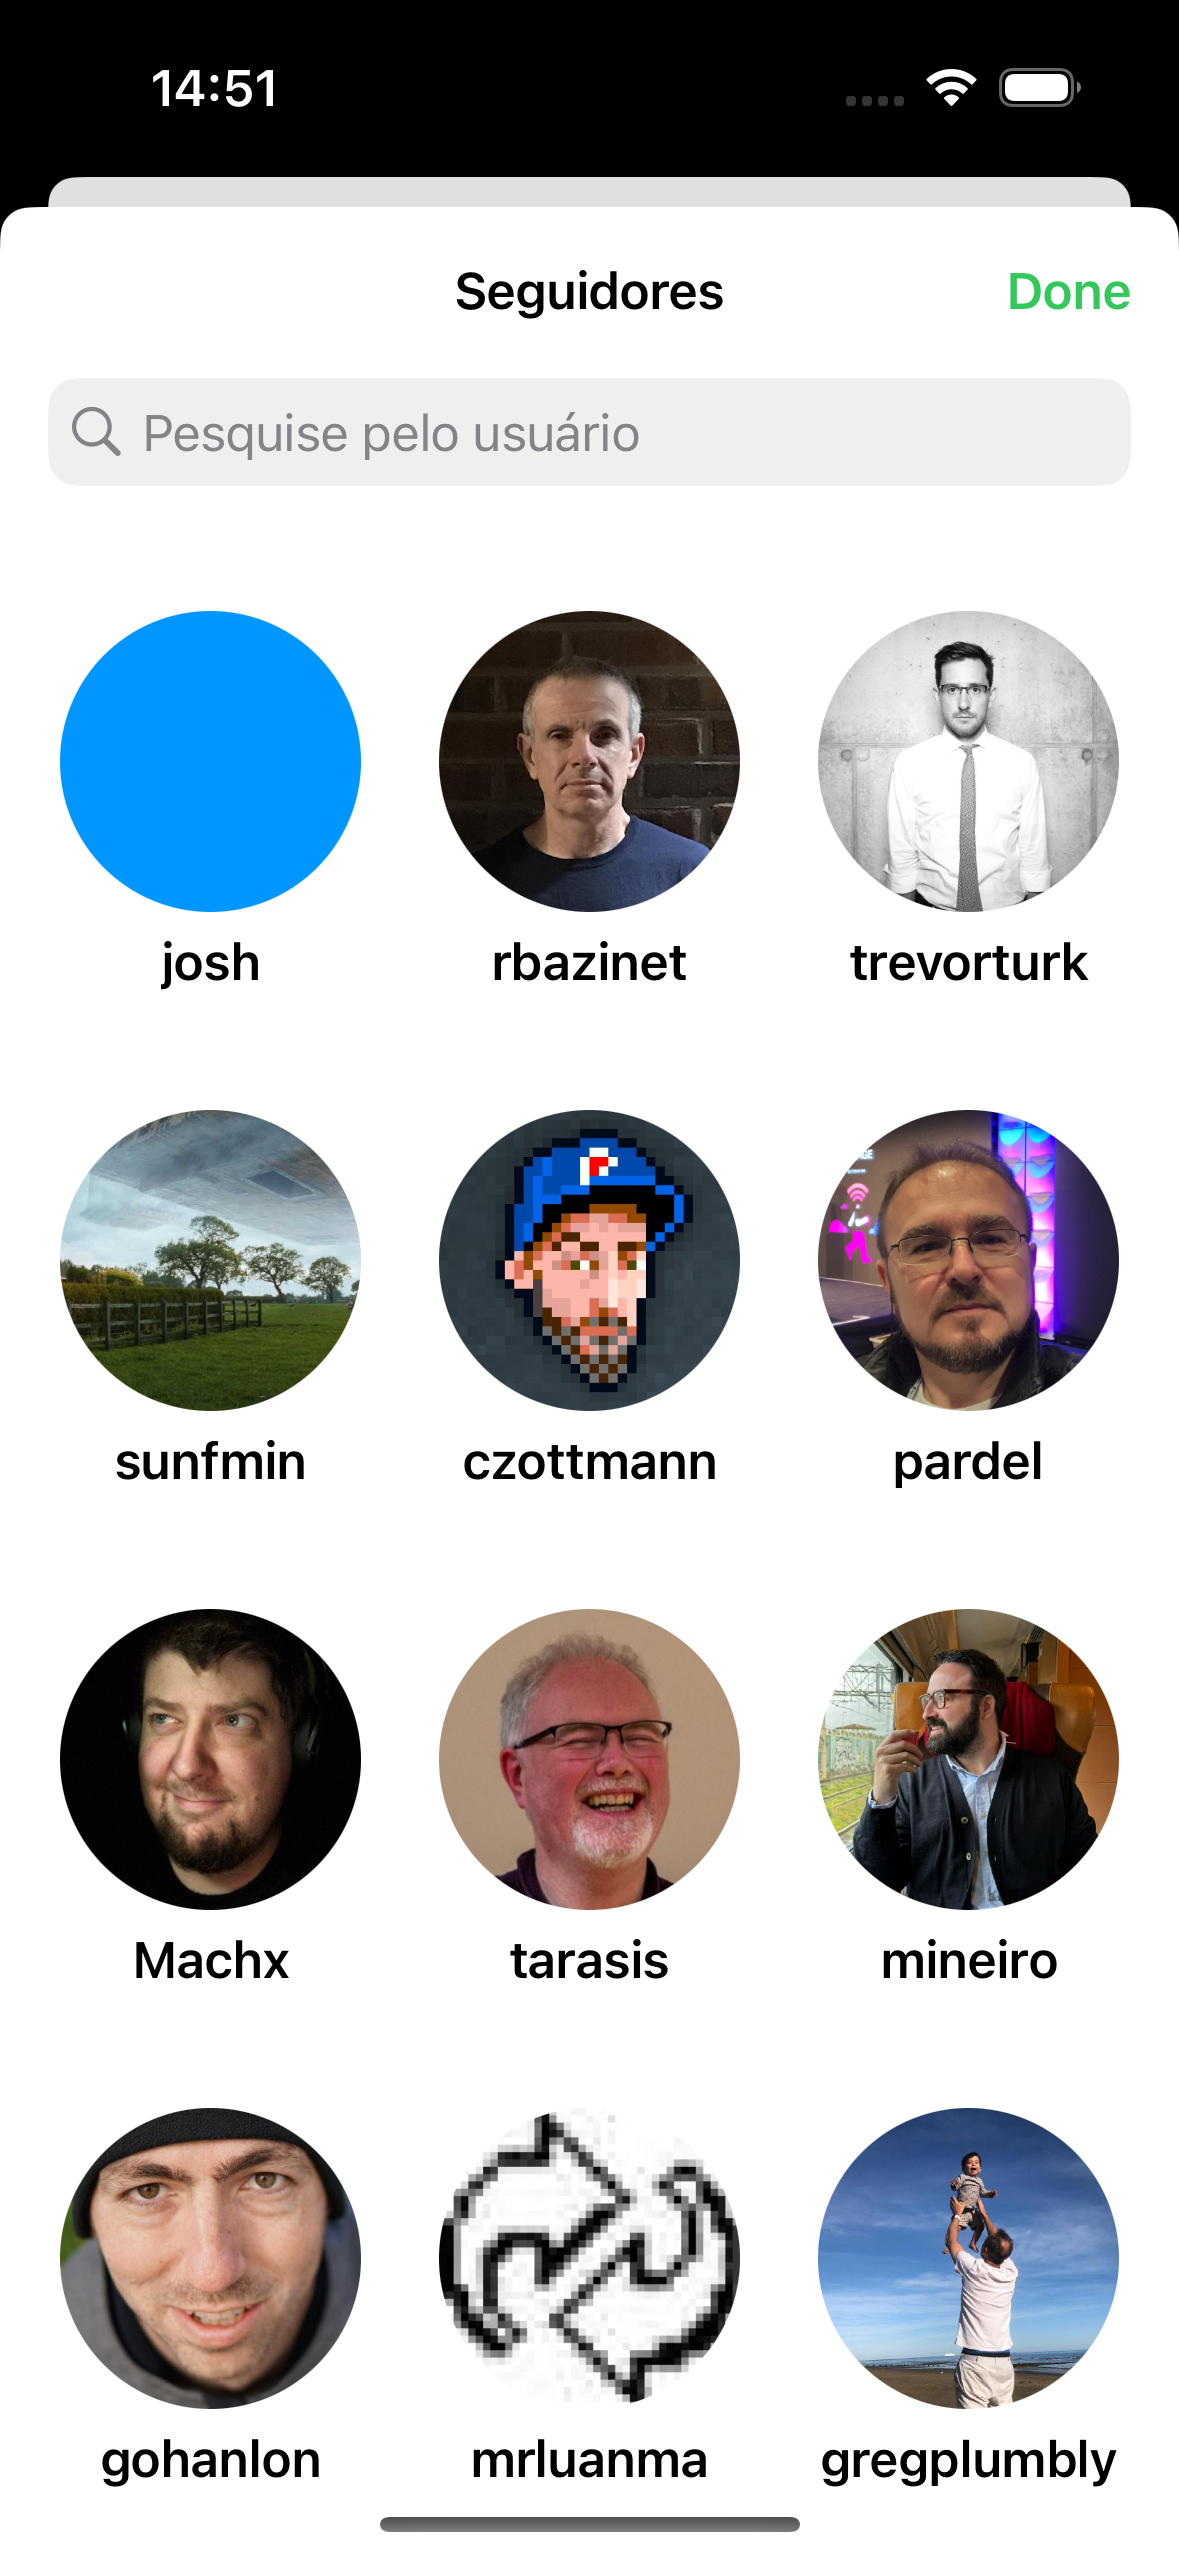 14:51
Seguidores
Done
Pesquise pelo usuário
josh
rbazinet
trevorturk
sunfmin
czottmann
pardel
Machx
tarasis
mineiro
gohanlon
mrluanma
gregplumbly